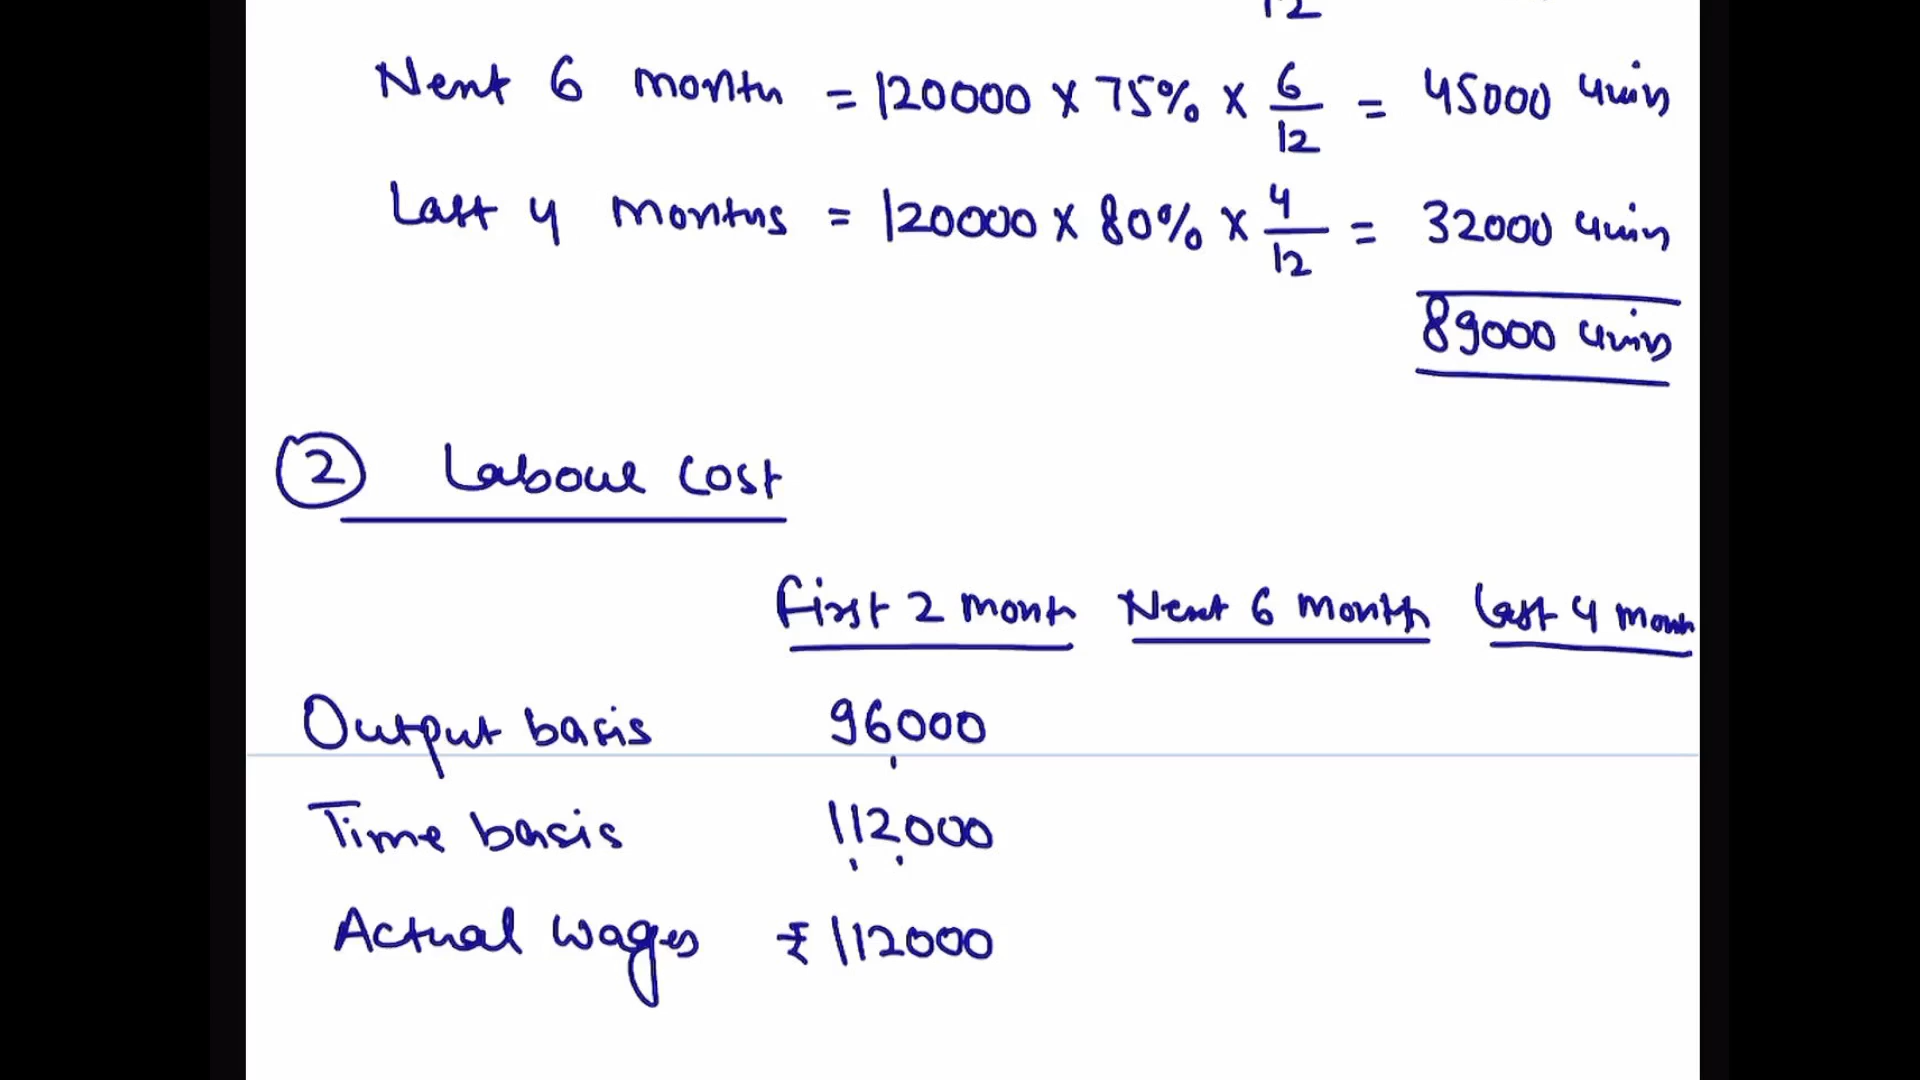 12
Next 6 month = 120000 x 75% x 6/12 = 45000 units
Last 4 months = 120000 x 80% x 4/12 = 32000 units
89000 units
2 Labour cost
First 2 month Next 6 month Last 4 month
Output basis 96000
Time basis 112000
Actual wages ₹ 112000